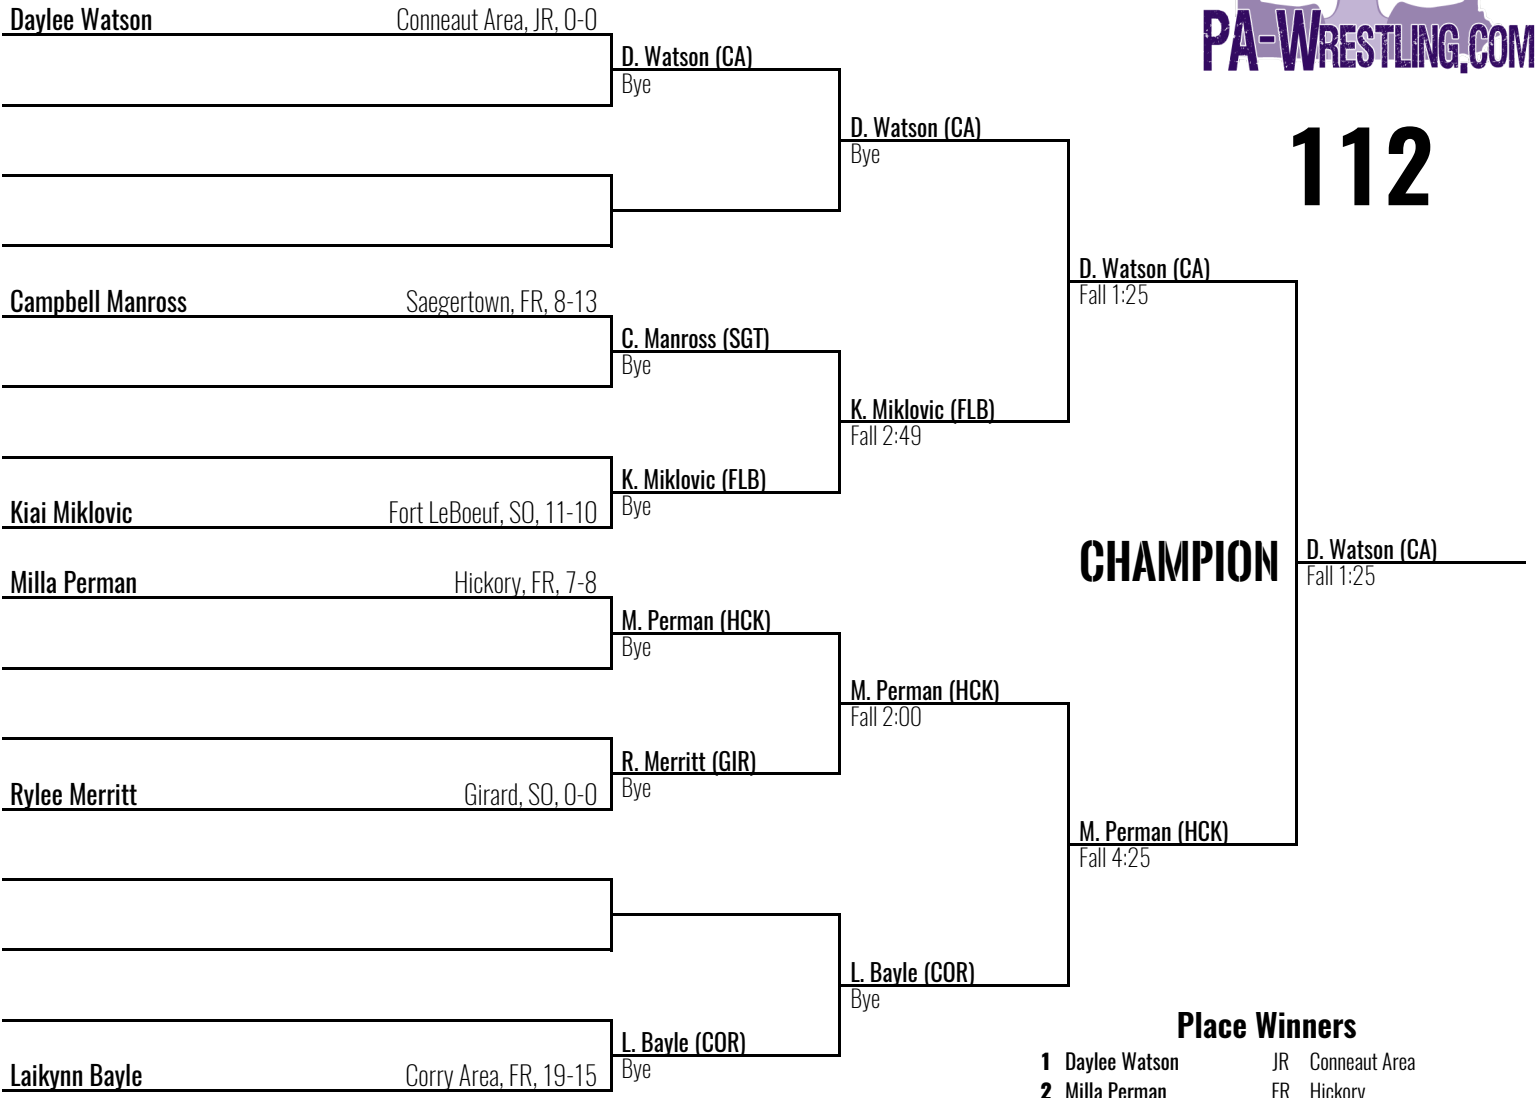 Daylee Watson Conneaut Area, JR, 0-0
PA-WRESTLING.COM
D. Watson (CA)
Bye
D. Watson (CA)
Bye
112
D. Watson (CA)
Fall 1:25
Campbell Manross Saegertown, FR, 8-13
C. Manross (SGT)
Bye
K. Miklovic (FLB)
Fall 2:49
K. Miklovic (FLB)
Bye
Kiai Miklovic Fort LeBoeuf, SO, 11-10
CHAMPION
D. Watson (CA)
Fall 1:25
Milla Perman Hickory, FR, 7-8
M. Perman (HCK)
Bye
M. Perman (HCK)
Fall 2:00
R. Merritt (GIR)
Bye
Rylee Merritt Girard, SO, 0-0
M. Perman (HCK)
Fall 4:25
L. Bayle (COR)
Bye
L. Bayle (COR)
Bye
Laikynn Bayle Corry Area, FR, 19-15
Place Winners
1 Daylee Watson JR Conneaut Area
2 Milla Perman FR Hickory